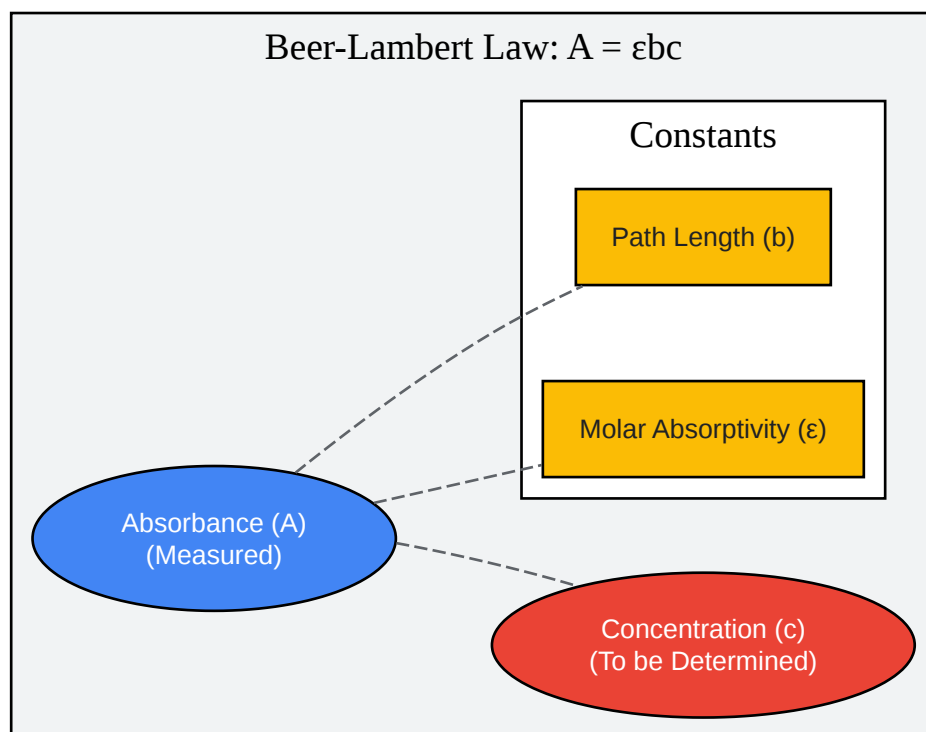 Beer-Lambert Law: A = εbc
Constants
Path Length (b)
Molar Absorptivity (ε)
Absorbance (A)
(Measured)
Concentration (c)
(To be Determined)